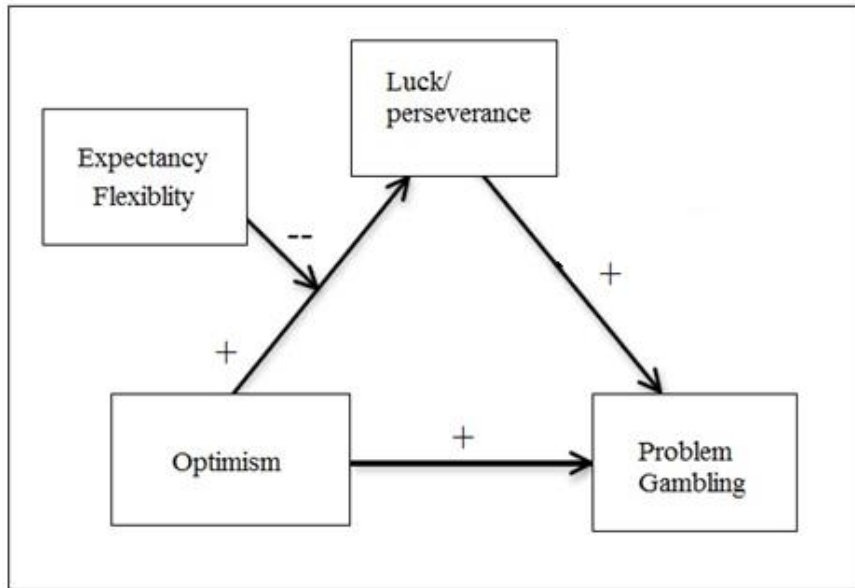 Luck/
perseverance
Expectancy
Flexiblity
--
+
+
Optimism
+
Problem
Gambling